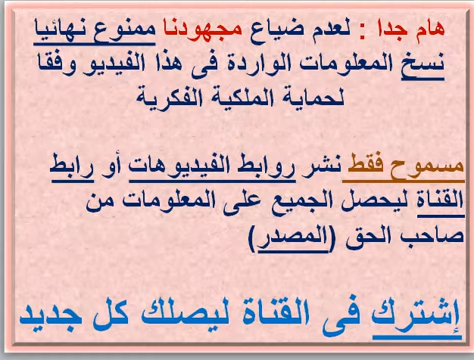 هام جدا : لعدم ضياع مجهودنا ممنوع نهائيا
نسخ المعلومات الواردة فى هذا الفيديو وفقا
لحماية الملكية الفكرية
مسموح فقط نشر روابط الفيديوهات أو رابط
القناة ليحصل الجميع على المعلومات من
صاحب الحق (المصدر)
إشترك فى القناة ليصلك كل جديد